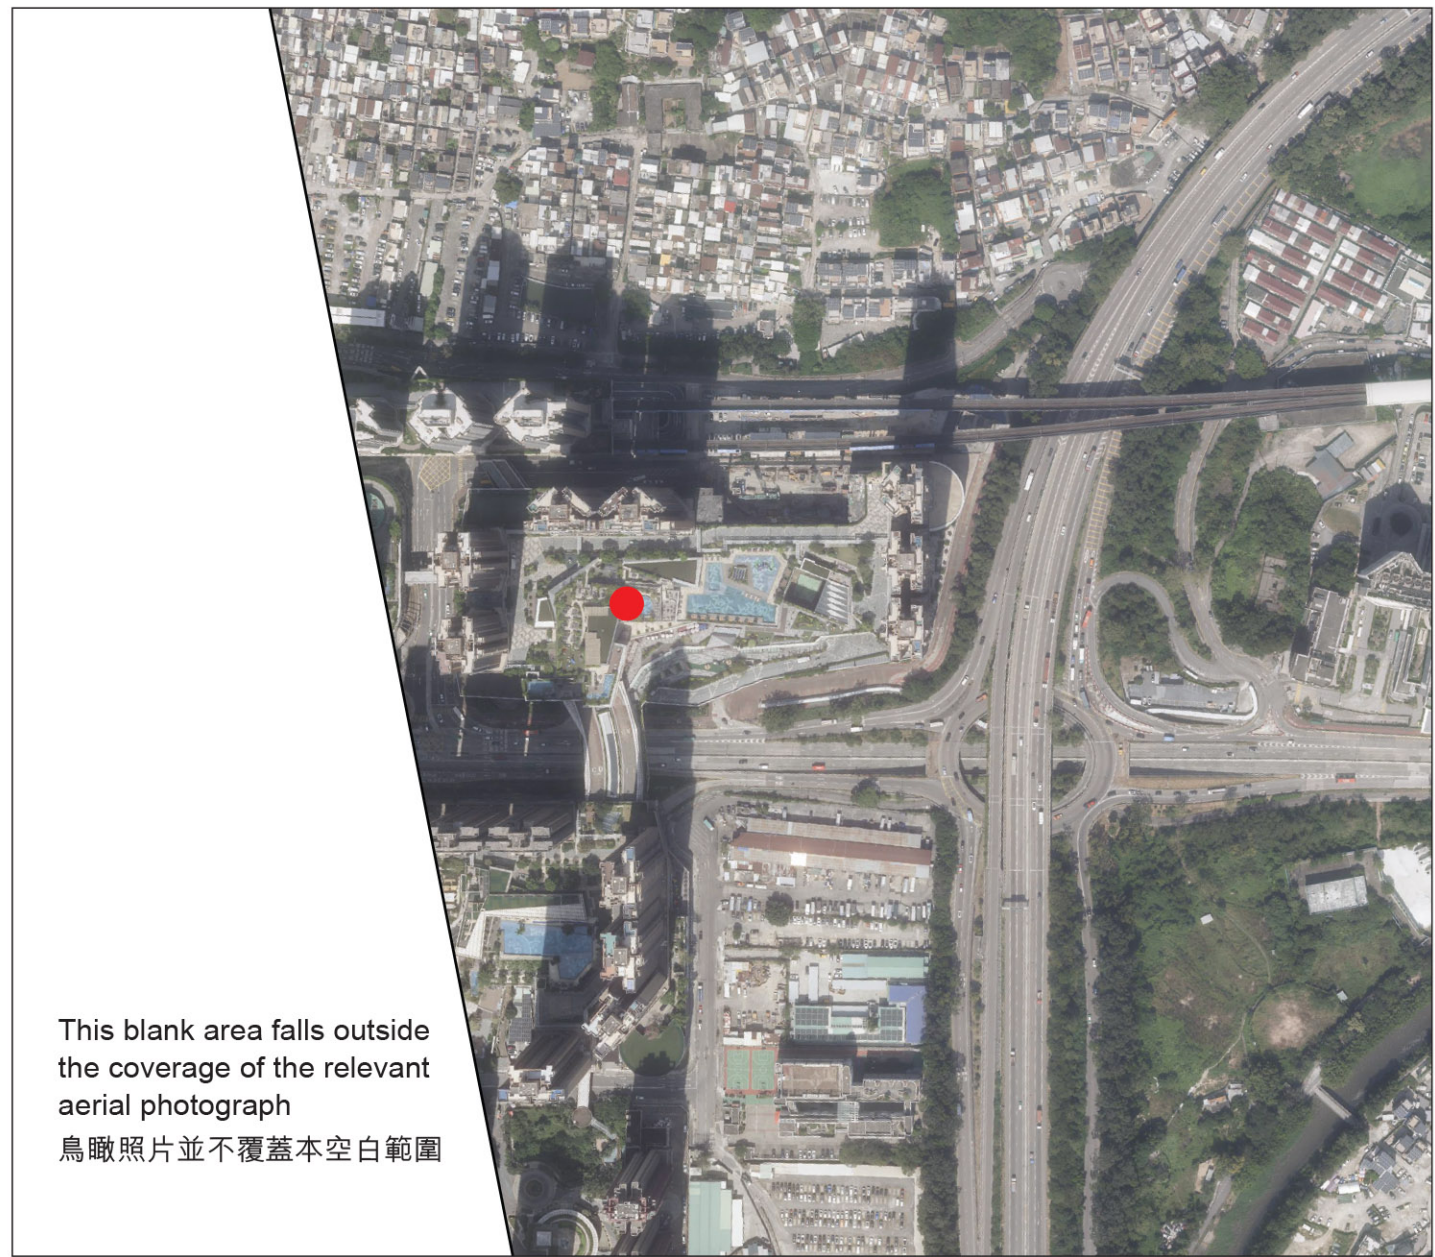 This blank area falls outside
the coverage of the relevant
aerial photograph
鳥瞰照片並不覆蓋本空白範圍